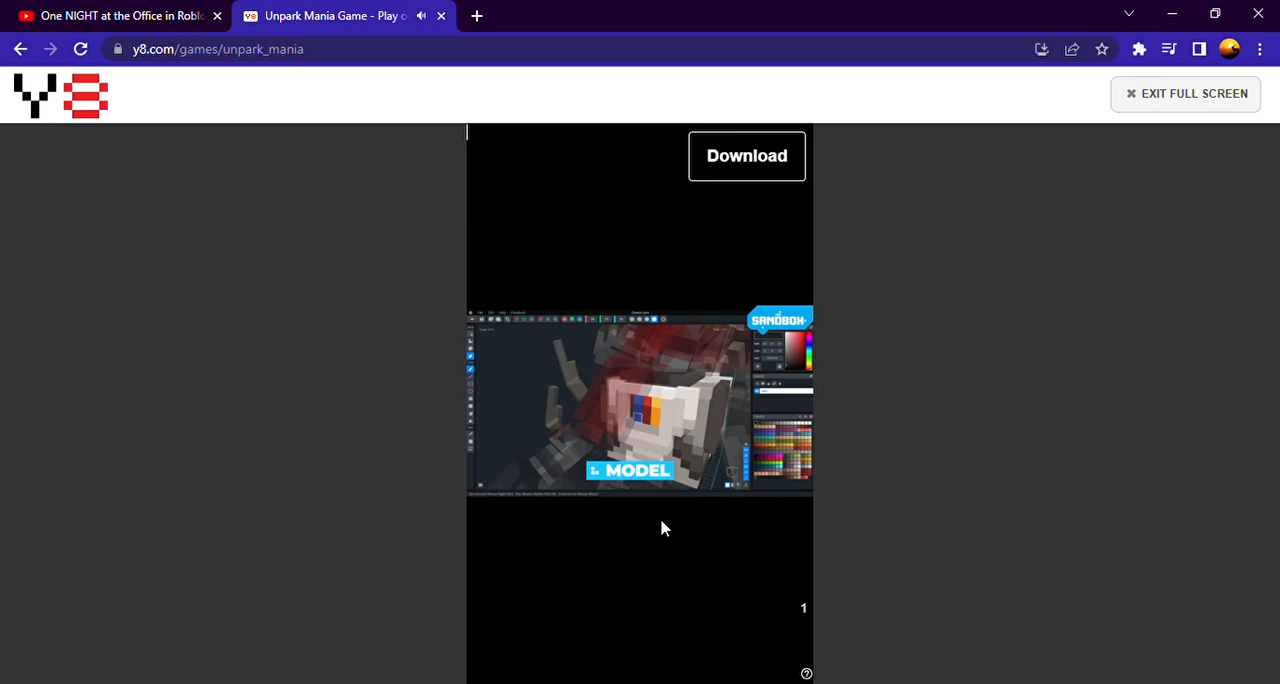 One NIGHT at the Office in Roblo
Unpark Mania Game - Play o
y8.com/games/unpark_mania
Y8
EXIT FULL SCREEN
Download
SANDBOX
MODEL
1